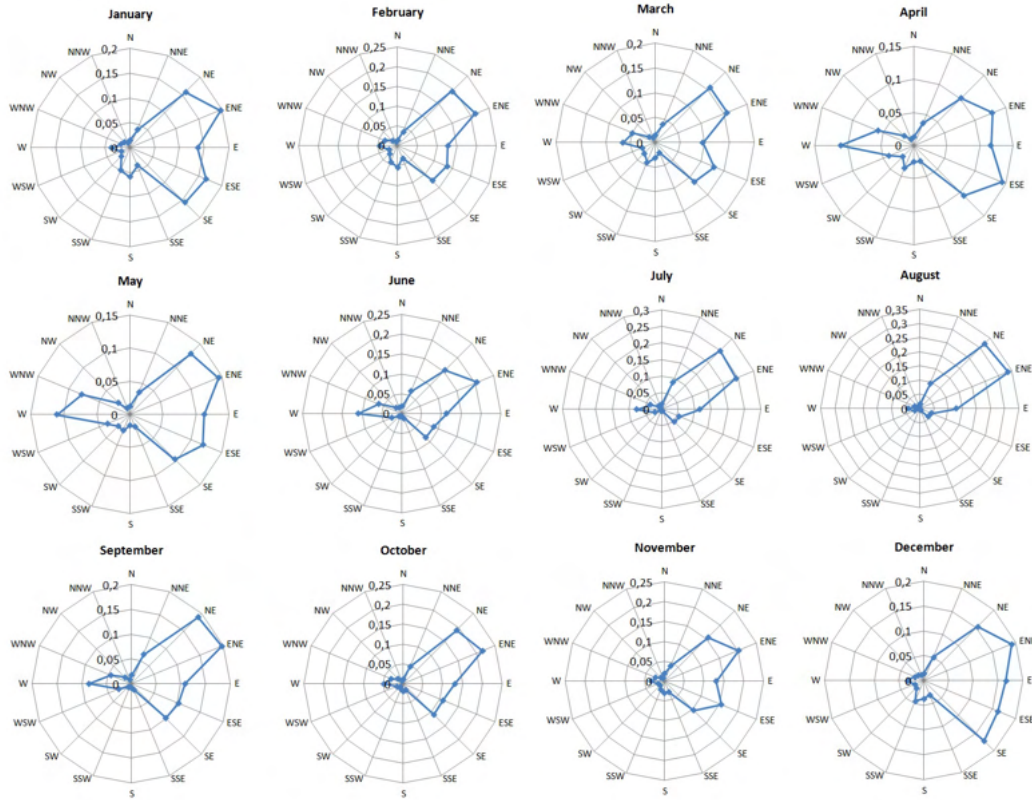 January
N
NNE
NE
ENE
E
ESE
SE
SSE
S
SSW
SW
WSW
W
WNW
NW
NNW
0,2
0,15
0,1
0,05
0
February
N
NNE
NE
ENE
E
ESE
SE
SSE
S
SSW
SW
WSW
W
WNW
NW
NNW
0,25
0,2
0,15
0,1
0,05
0
March
N
NNE
NE
ENE
E
ESE
SE
SSE
S
SSW
SW
WSW
W
WNW
NW
NNW
0,2
0,15
0,1
0,05
0
April
N
NNE
NE
ENE
E
ESE
SE
SSE
S
SSW
SW
WSW
W
WNW
NW
NNW
0,15
0,1
0,05
0
May
N
NNE
NE
ENE
E
ESE
SE
SSE
S
SSW
SW
WSW
W
WNW
NW
NNW
0,15
0,1
0,05
0
June
N
NNE
NE
ENE
E
ESE
SE
SSE
S
SSW
SW
WSW
W
WNW
NW
NNW
0,25
0,2
0,15
0,1
0,05
0
July
N
NNE
NE
ENE
E
ESE
SE
SSE
S
SSW
SW
WSW
W
WNW
NW
NNW
0,3
0,25
0,2
0,15
0,1
0,05
0
August
N
NNE
NE
ENE
E
ESE
SE
SSE
S
SSW
SW
WSW
W
WNW
NW
NNW
0,35
0,3
0,25
0,2
0,15
0,1
0,05
0
September
N
NNE
NE
ENE
E
ESE
SE
SSE
S
SSW
SW
WSW
W
WNW
NW
NNW
0,2
0,15
0,1
0,05
0
October
N
NNE
NE
ENE
E
ESE
SE
SSE
S
SSW
SW
WSW
W
WNW
NW
NNW
0,25
0,2
0,15
0,1
0,05
0
November
N
NNE
NE
ENE
E
ESE
SE
SSE
S
SSW
SW
WSW
W
WNW
NW
NNW
0,25
0,2
0,15
0,1
0,05
0
December
N
NNE
NE
ENE
E
ESE
SE
SSE
S
SSW
SW
WSW
W
WNW
NW
NNW
0,2
0,15
0,1
0,05
0